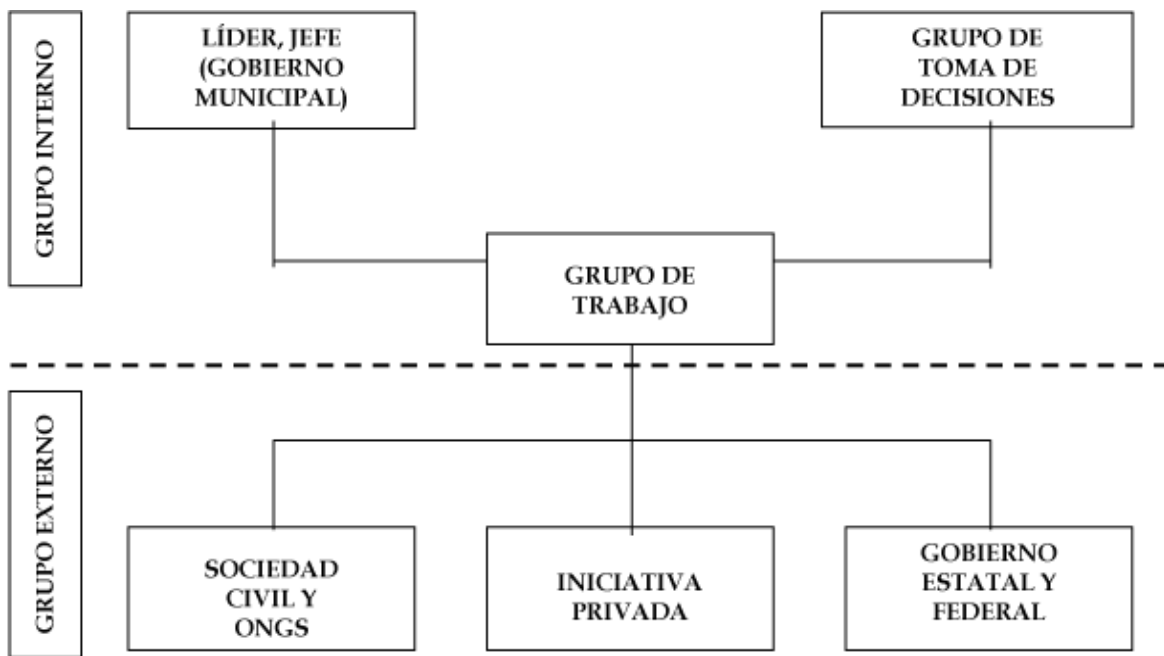 GRUPO INTERNO
LÍDER, JEFE
(GOBIERNO
MUNICIPAL)
GRUPO DE
TOMA DE
DECISIONES
GRUPO DE
TRABAJO
GRUPO EXTERNO
SOCIEDAD
CIVIL Y
ONGS
INICIATIVA
PRIVADA
GOBIERNO
ESTATAL Y
FEDERAL